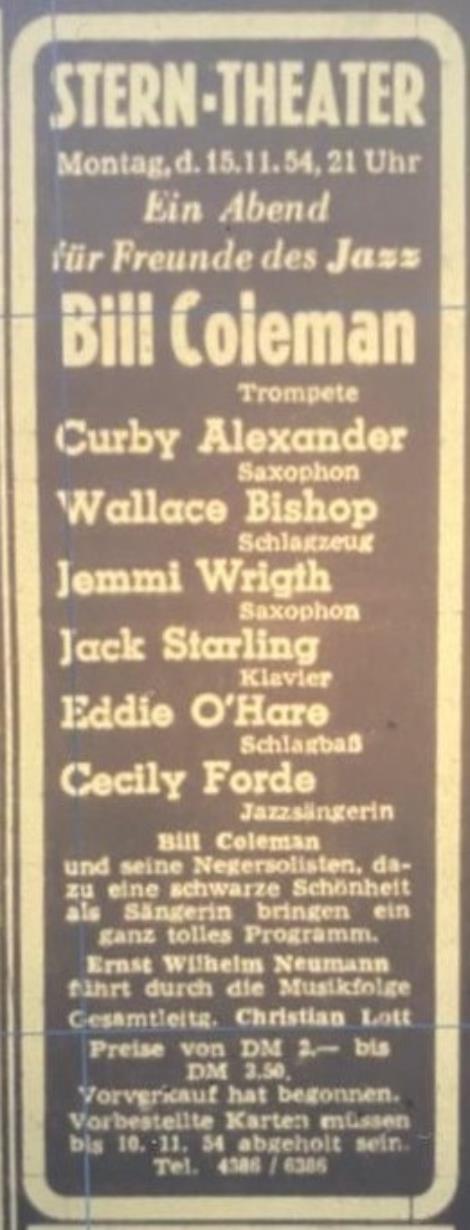 STERN-THEATER
Montag, d. 15.11.54, 21 Uhr
Ein Abend
für Freunde des Jazz
Bill Coleman
Trompete
Curby Alexander
Saxophon
Wallace Bishop
Schlagzeug
Jemmi Wrigth
Saxophon
Jack Starling
Klavier
Eddie O'Hare
Schlagbaß
Cecily Forde
Jazzsängerin
Bill Coleman
und seine Negersolisten, da-
zu eine schwarze Schönheit
als Sängerin bringen ein
ganz tolles Programm.
Ernst Wilhelm Neumann
führt durch die Musikfolge
Gesamtleitg. Christian Lott
Preise von DM 2.— bis
DM 3.50.
Vorverkauf hat begonnen.
Vorbestellte Karten müssen
bis 10. 11. 54 abgeholt sein.
Tel. 4386 / 6386